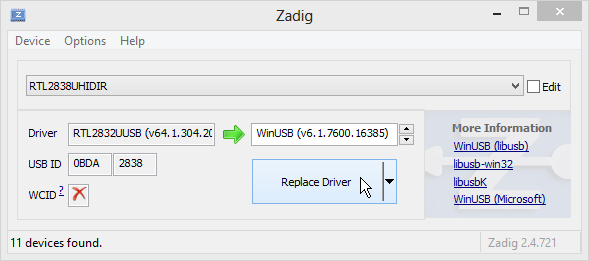 Zadig
Device Options Help
RTL2838UHIDIR Edit
Driver RTL2832UUSB (v64.1.304.20 WinUSB (v6.1.7600.16385)
USB ID 0BDA 2838
WCID ?
Replace Driver
More Information
WinUSB (libusb)
libusb-win32
libusbK
WinUSB (Microsoft)
11 devices found. Zadig 2.4.721